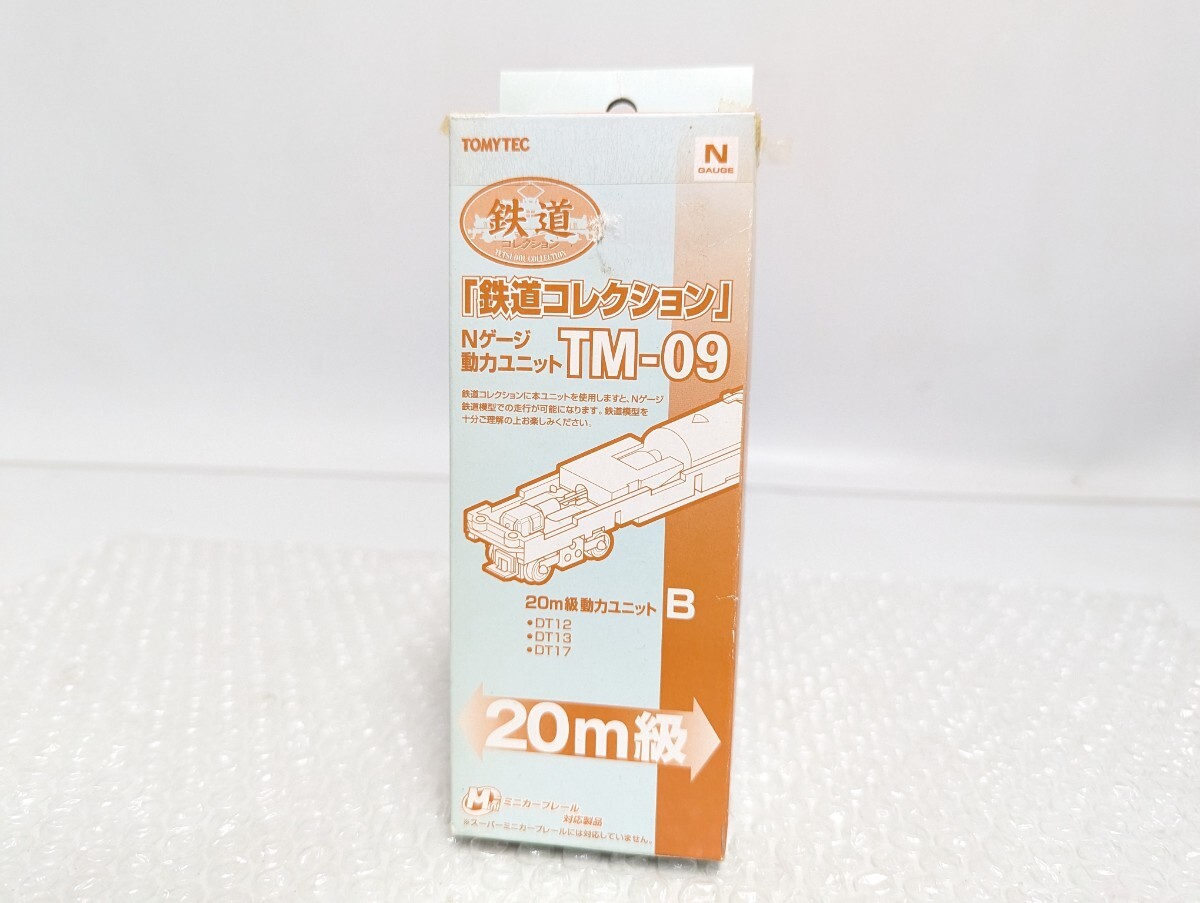 TOMYTEC
N
GAUGE
鉄道
コレクション
TETSUDOU COLLECTION
「鉄道コレクション」
Nゲージ
動力ユニット TM-09
鉄道コレクションに本ユニットを使用しますと、Nゲージ
鉄道模型での走行が可能になります。鉄道模型を
十分ご理解の上お楽しみください。
20m級動力ユニット B
•DT12
•DT13
•DT17
20m級
Mini
ミニカーブレール
対応製品
※スーパーミニカーブレールには対応していません。